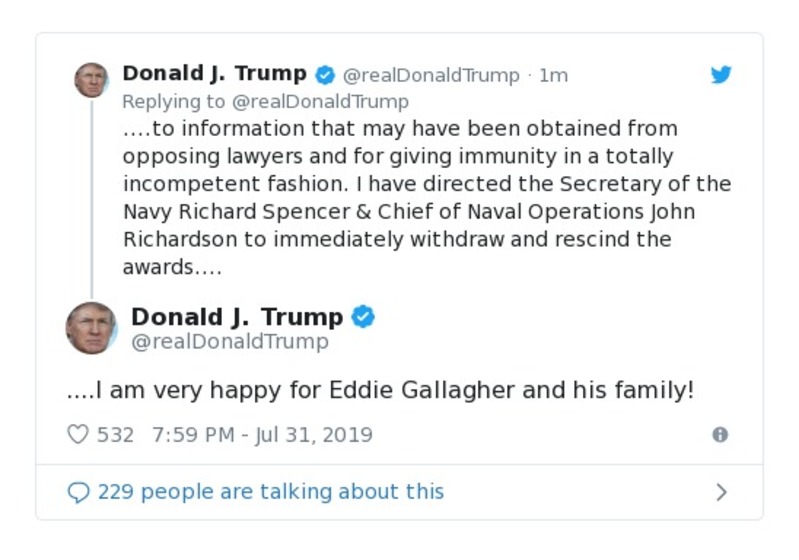 Donald J. Trump @realDonaldTrump · 1m
Replying to @realDonaldTrump
....to information that may have been obtained from
opposing lawyers and for giving immunity in a totally
incompetent fashion. I have directed the Secretary of the
Navy Richard Spencer & Chief of Naval Operations John
Richardson to immediately withdraw and rescind the
awards....
Donald J. Trump
@realDonaldTrump
....I am very happy for Eddie Gallagher and his family!
532 7:59 PM - Jul 31, 2019
229 people are talking about this